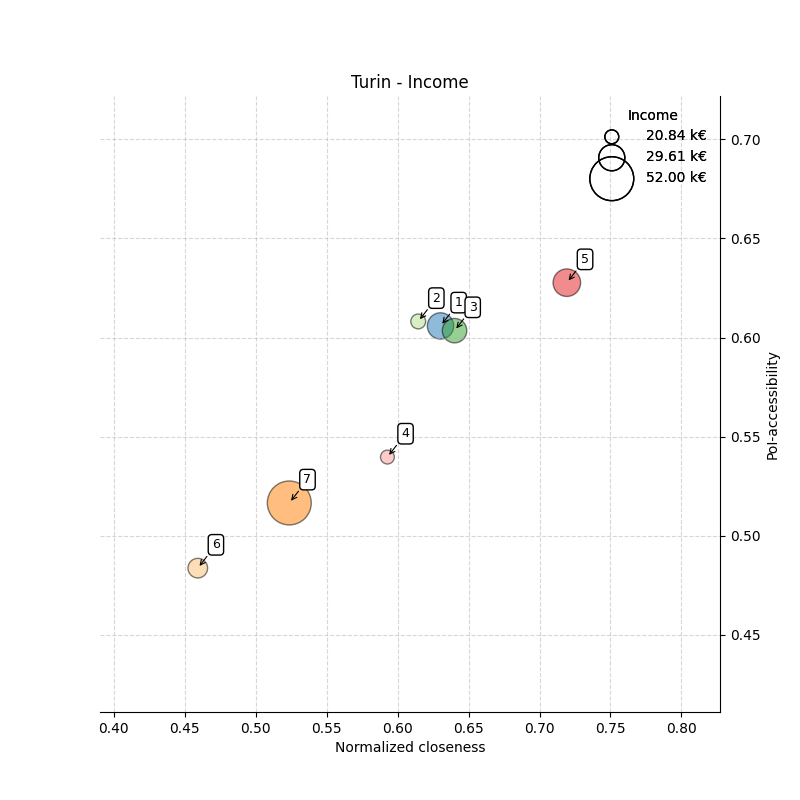 Turin - Income
Income
20.84 k€
29.61 k€
52.00 k€
0.70
0.65
0.60
0.55
0.50
0.45
PoI-accessibility
5
2
1
3
4
7
6
0.40 0.45 0.50 0.55 0.60 0.65 0.70 0.75 0.80
Normalized closeness